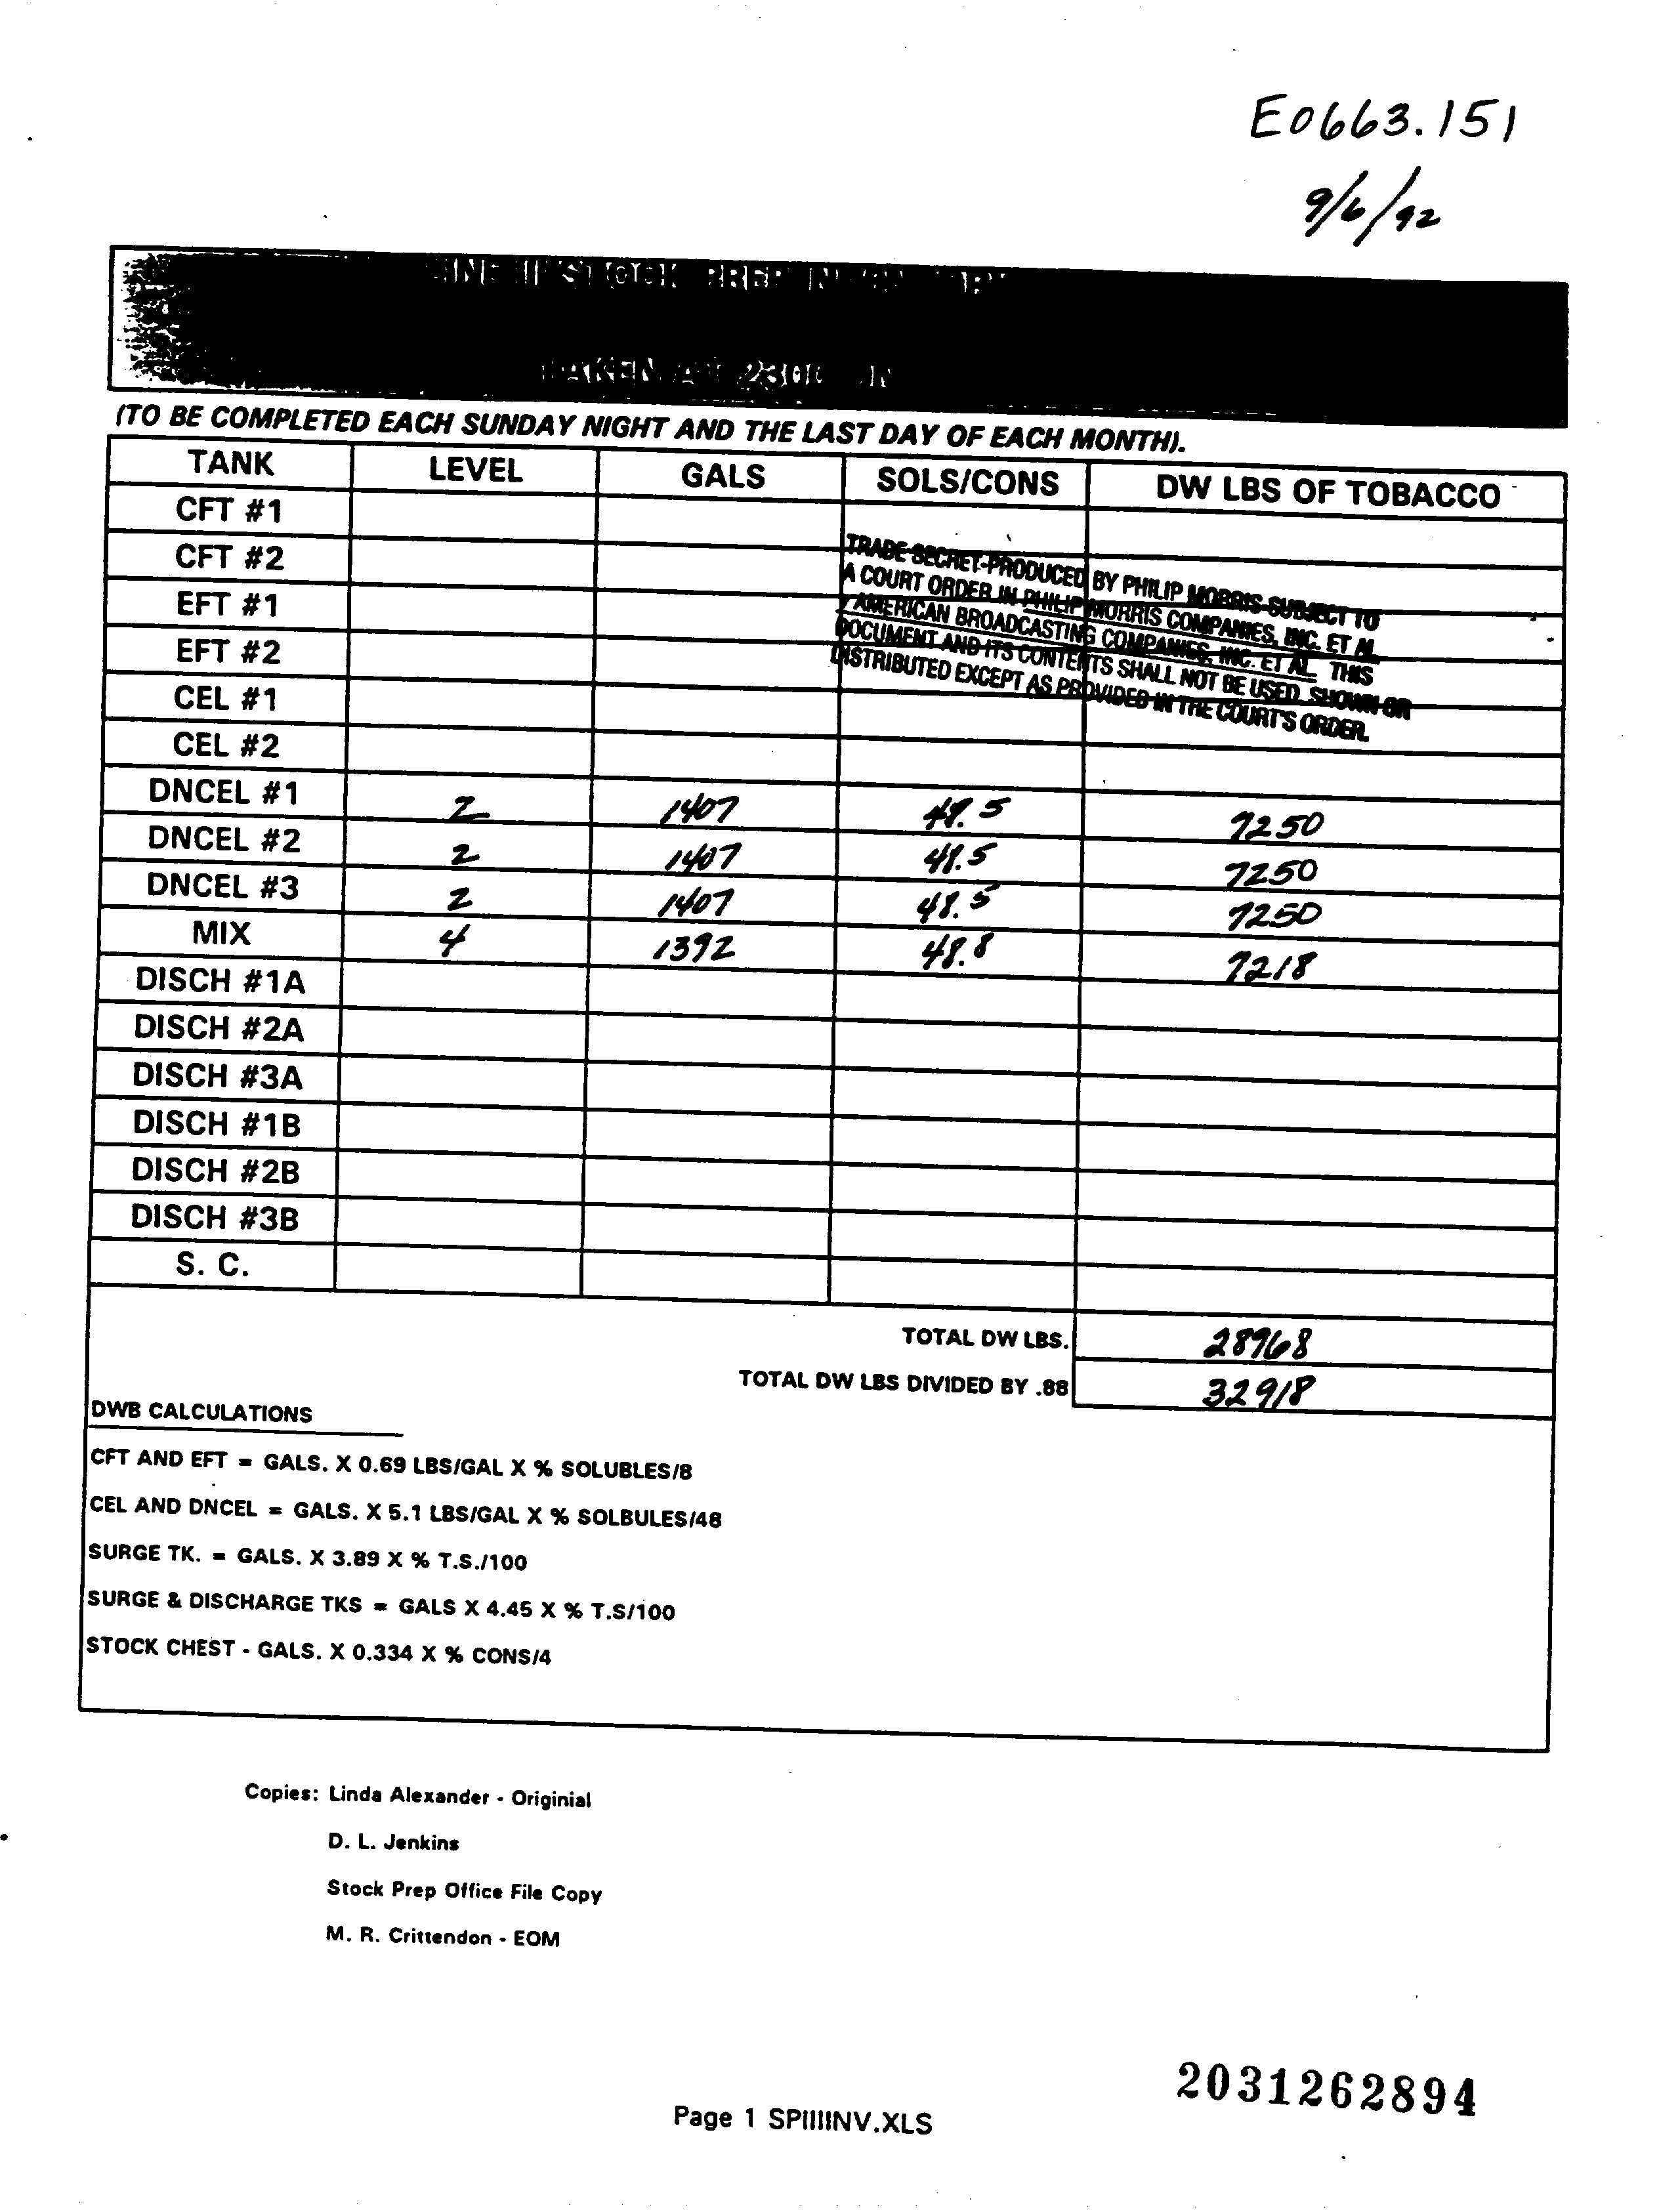 E0663.151
9/6/92
LINE II STOCK PREP INVENTORY
TAKEN AT 2300 ON
(TO BE COMPLETED EACH SUNDAY NIGHT AND THE LAST DAY OF EACH MONTH).
TANK LEVEL GALS SOLS/CONS DW LBS OF TOBACCO
CFT #1
CFT #2
EFT #1
EFT #2
CEL #1
CEL #2
TRADE SECRET-PRODUCED BY PHILIP MORRIS SUBJECT TO
A COURT ORDER IN PHILIP MORRIS COMPANIES, INC. ET AL.
V AMERICAN BROADCASTING COMPANIES, INC. ET AL. THIS
DOCUMENT AND ITS CONTENTS SHALL NOT BE USED, SHOWN OR
DISTRIBUTED EXCEPT AS PROVIDED IN THE COURT'S ORDER.
DNCEL #1 2 1407 48.5 7250
DNCEL #2 2 1407 48.5 7250
DNCEL #3 2 1407 48.5 7250
MIX 4 1392 48.8 7218
DISCH #1A
DISCH #2A
DISCH #3A
DISCH #1B
DISCH #2B
DISCH #3B
S. C.
TOTAL DW LBS. 28968
TOTAL DW LBS DIVIDED BY .88 32918
DWB CALCULATIONS
CFT AND EFT = GALS. X 0.69 LBS/GAL X % SOLUBLES/8
CEL AND DNCEL = GALS. X 5.1 LBS/GAL X % SOLBULES/48
SURGE TK. = GALS. X 3.89 X % T.S./100
SURGE & DISCHARGE TKS = GALS X 4.45 X % T.S/100
STOCK CHEST - GALS. X 0.334 X % CONS/4
Copies: Linda Alexander - Originial
D. L. Jenkins
Stock Prep Office File Copy
M. R. Crittendon - EOM
2031262894
Page 1 SPIIIINV.XLS